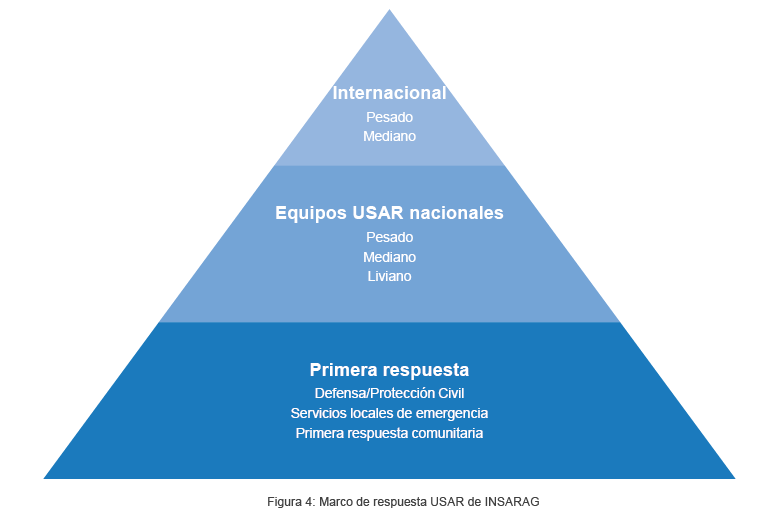 Internacional
Pesado
Mediano
Equipos USAR nacionales
Pesado
Mediano
Liviano
Primera respuesta
Defensa/Protección Civil
Servicios locales de emergencia
Primera respuesta comunitaria
Figura 4: Marco de respuesta USAR de INSARAG